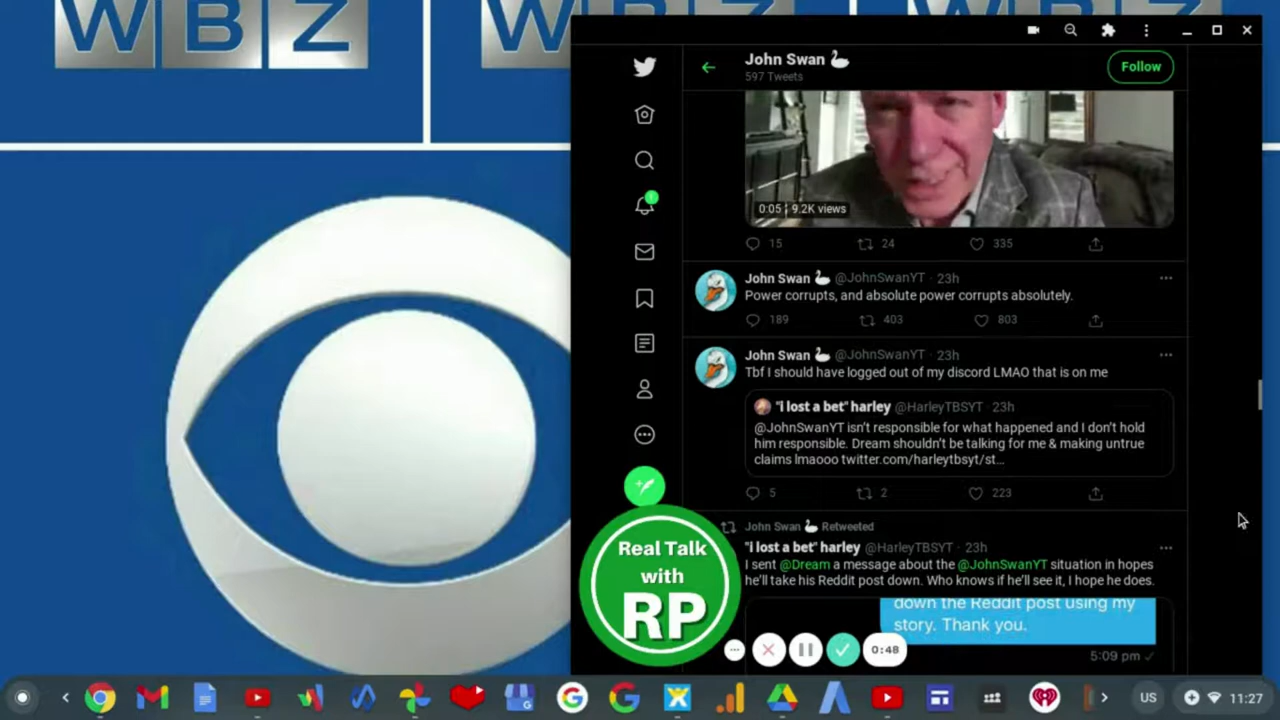 WBZ
John Swan
597 Tweets
Follow
0:05 9.2K views
15 24 335
John Swan @JohnSwanYT · 23h
Power corrupts, and absolute power corrupts absolutely.
189 403 803
John Swan @JohnSwanYT · 23h
Tbf I should have logged out of my discord LMAO that is on me
"i lost a bet" harley @HarleyTBSYT · 23h
@JohnSwanYT isn't responsible for what happened and I don't hold
him responsible. Dream shouldn't be talking for me & making untrue
claims lmaooo twitter.com/harleytbsyt/st…
5 2 223
John Swan Retweeted
"i lost a bet" harley @HarleyTBSYT · 23h
I sent @Dream a message about the @JohnSwanYT situation in hopes
he'll take his Reddit post down. Who knows if he'll see it, I hope he does.
down the Reddit post using my
story. Thank you.
5:09 pm
Real Talk
with
RP
0:48
US
11:27